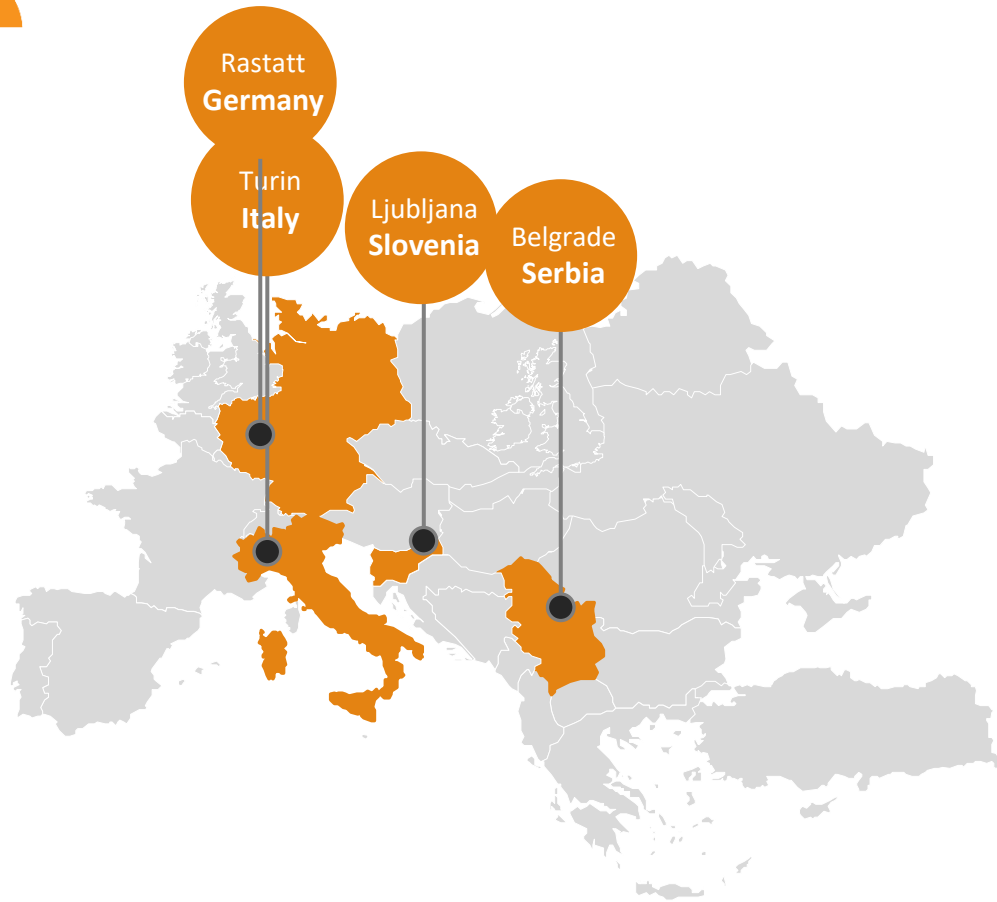 Rastatt
Germany
Turin
Italy
Ljubljana
Slovenia
Belgrade
Serbia